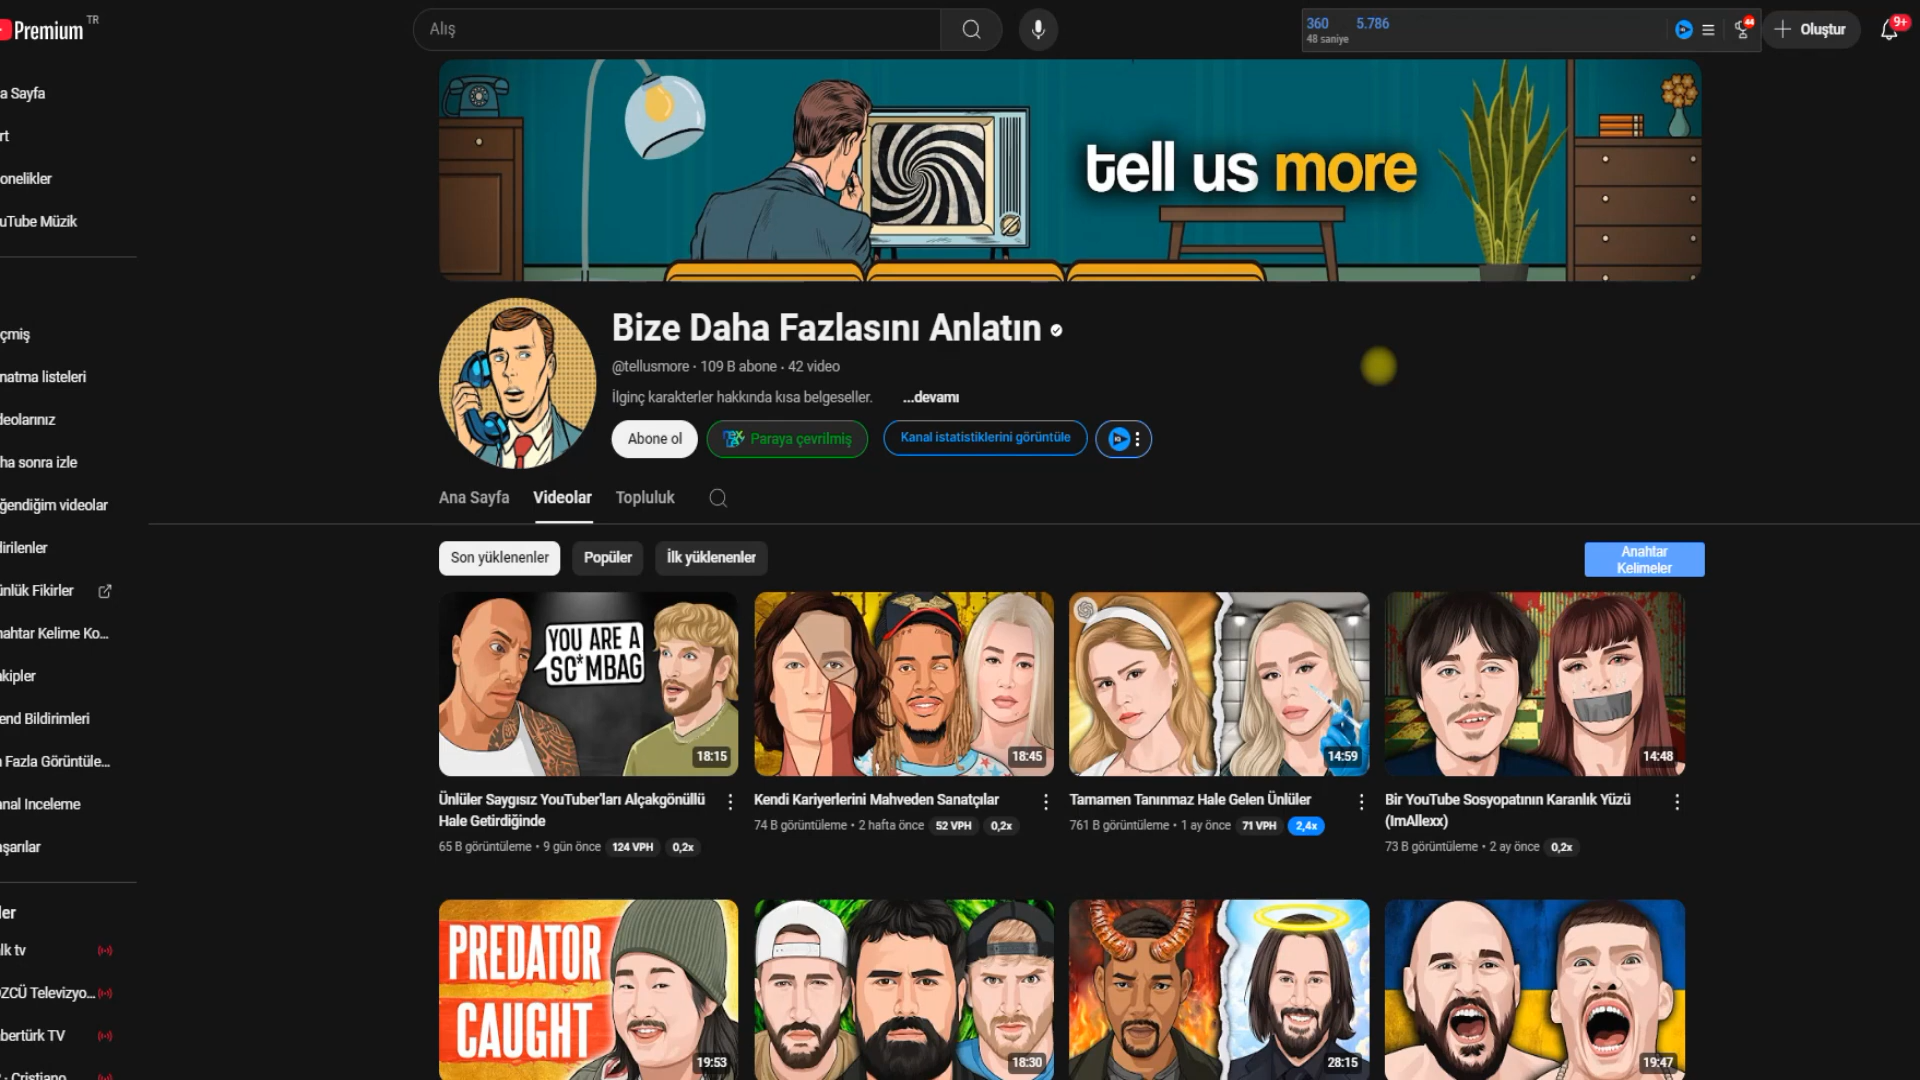 Premium TR
Alış
360 5.786
48 saniye
44
Oluştur
9+
a Sayfa
rt
onelikler
uTube Müzik
çmiş
natma listeleri
deolarınız
ha sonra izle
ğendiğim videolar
dirilenler
ünlük Fikirler
nahtar Kelime Ko...
kipler
end Bildirimleri
a Fazla Görüntüle...
anal Inceleme
aşarılar
ler
lk tv
ÖZCÜ Televizyo...
bertürk TV
- Cristiano
tell us more
Bize Daha Fazlasını Anlatın
@tellusmore · 109 B abone · 42 video
İlginç karakterler hakkında kısa belgeseller. ...devamı
Abone ol
Paraya çevrilmiş
Kanal istatistiklerini görüntüle
Ana Sayfa Videolar Topluluk
Son yüklenenler Popüler İlk yüklenenler
Anahtar
Kelimeler
YOU ARE A
SC*MBAG
18:15
18:45
14:59
14:48
Ünlüler Saygısız YouTuber'ları Alçakgönüllü
Hale Getirdiğinde
65 B görüntüleme • 9 gün önce 124 VPH 0,2x
Kendi Kariyerlerini Mahveden Sanatçılar
74 B görüntüleme • 2 hafta önce 52 VPH 0,2x
Tamamen Tanınmaz Hale Gelen Ünlüler
761 B görüntüleme • 1 ay önce 71 VPH 2,4x
Bir YouTube Sosyopatının Karanlık Yüzü
(ImAllexx)
73 B görüntüleme • 2 ay önce 0,2x
PREDATOR
CAUGHT
19:53
18:30
28:15
19:47